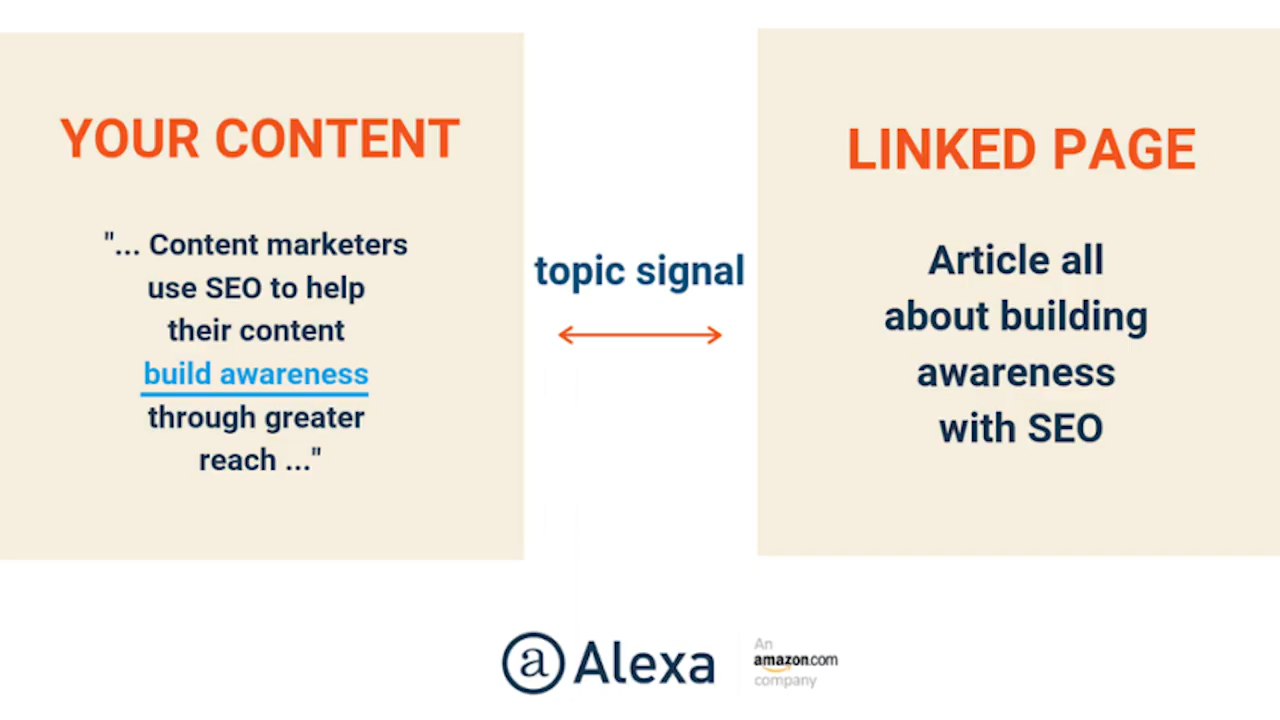 YOUR CONTENT
"... Content marketers
use SEO to help
their content
build awareness
through greater
reach ..."
topic signal
LINKED PAGE
Article all
about building
awareness
with SEO
a Alexa
An
amazon.com
company